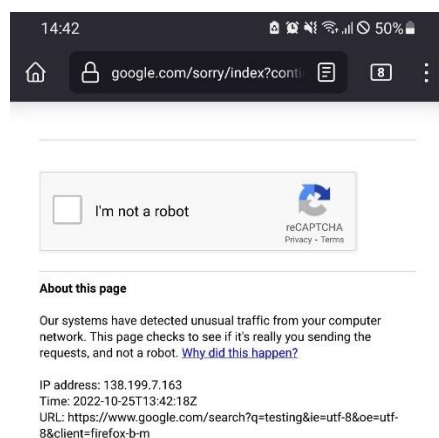 14:42
50%
google.com/sorry/index?conti
8
I'm not a robot
reCAPTCHA
Privacy - Terms
About this page
Our systems have detected unusual traffic from your computer
network. This page checks to see if it's really you sending the
requests, and not a robot. Why did this happen?
IP address: 138.199.7.163
Time: 2022-10-25T13:42:18Z
URL: https://www.google.com/search?q=testing&ie=utf-8&oe=utf-
8&client=firefox-b-m